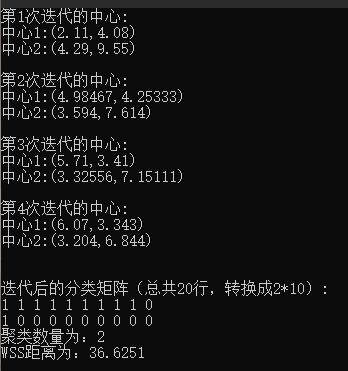 第1次迭代的中心:
中心1:(2.11,4.08)
中心2:(4.29,9.55)
第2次迭代的中心:
中心1:(4.98467,4.25333)
中心2:(3.594,7.614)
第3次迭代的中心:
中心1:(5.71,3.41)
中心2:(3.32556,7.15111)
第4次迭代的中心:
中心1:(6.07,3.343)
中心2:(3.204,6.844)
迭代后的分类矩阵（总共20行，转换成2*10）:
1 1 1 1 1 1 1 1 1 0
1 0 0 0 0 0 0 0 0 0
聚类数量为: 2
WSS距离为: 36.6251